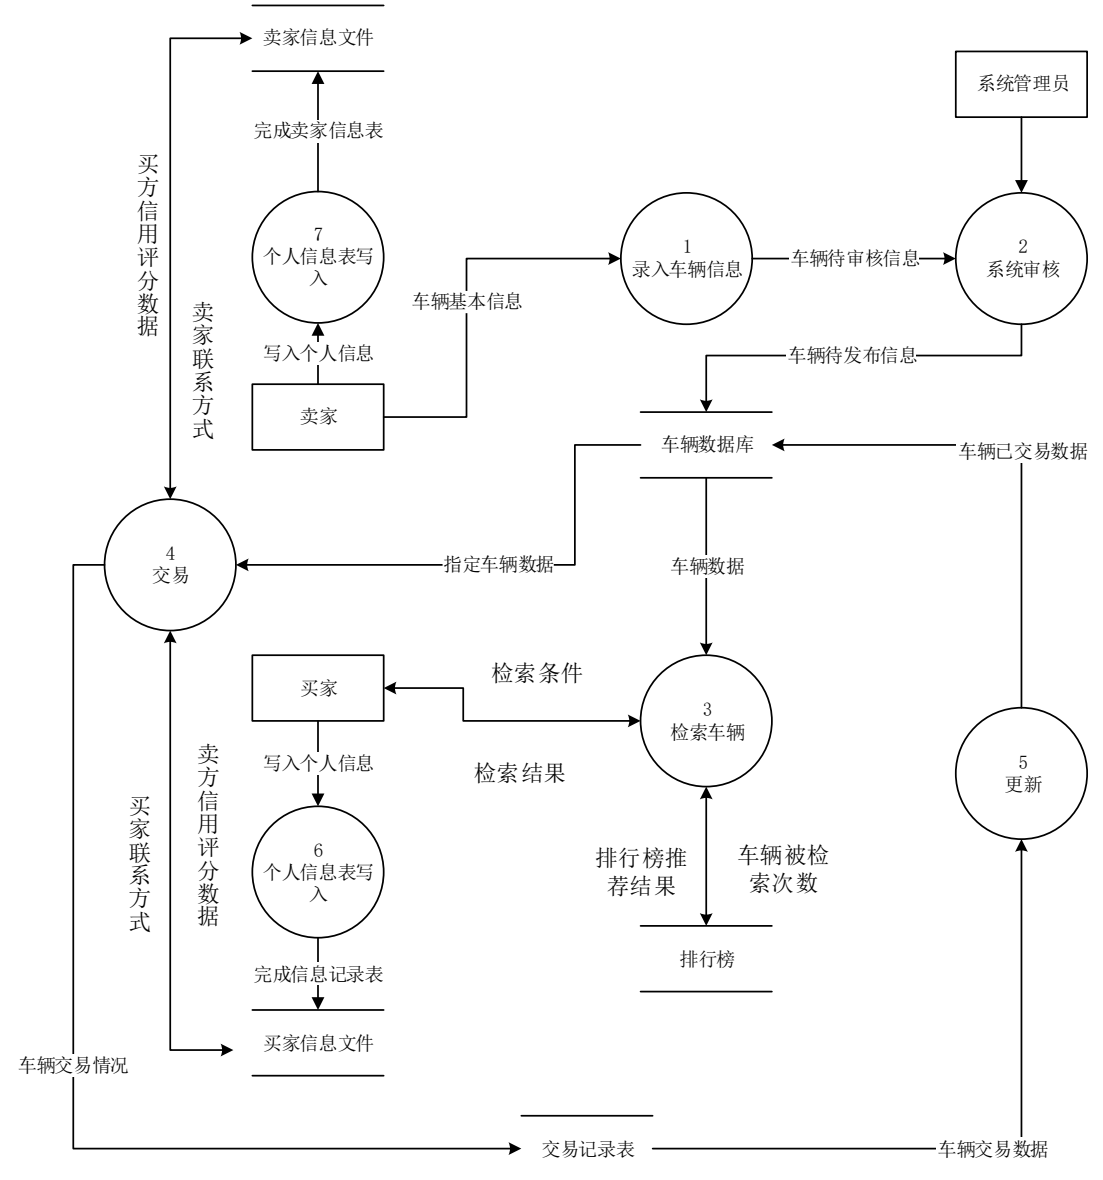 卖家信息文件
系统管理员
完成卖家信息表
买方信用评分数据
7
个人信息表写
入
1
录入车辆信息
车辆待审核信息
2
系统审核
车辆基本信息
卖家联系方式
写入个人信息
车辆待发布信息
卖家
车辆数据库
车辆已交易数据
4
交易
指定车辆数据
车辆数据
买家
检索条件
3
检索车辆
卖方信用评分数据
写入个人信息
检索结果
5
更新
买家联系方式
6
个人信息表写
入
排行榜推
荐结果
车辆被检
索次数
完成信息记录表
排行榜
买家信息文件
车辆交易情况
交易记录表
车辆交易数据